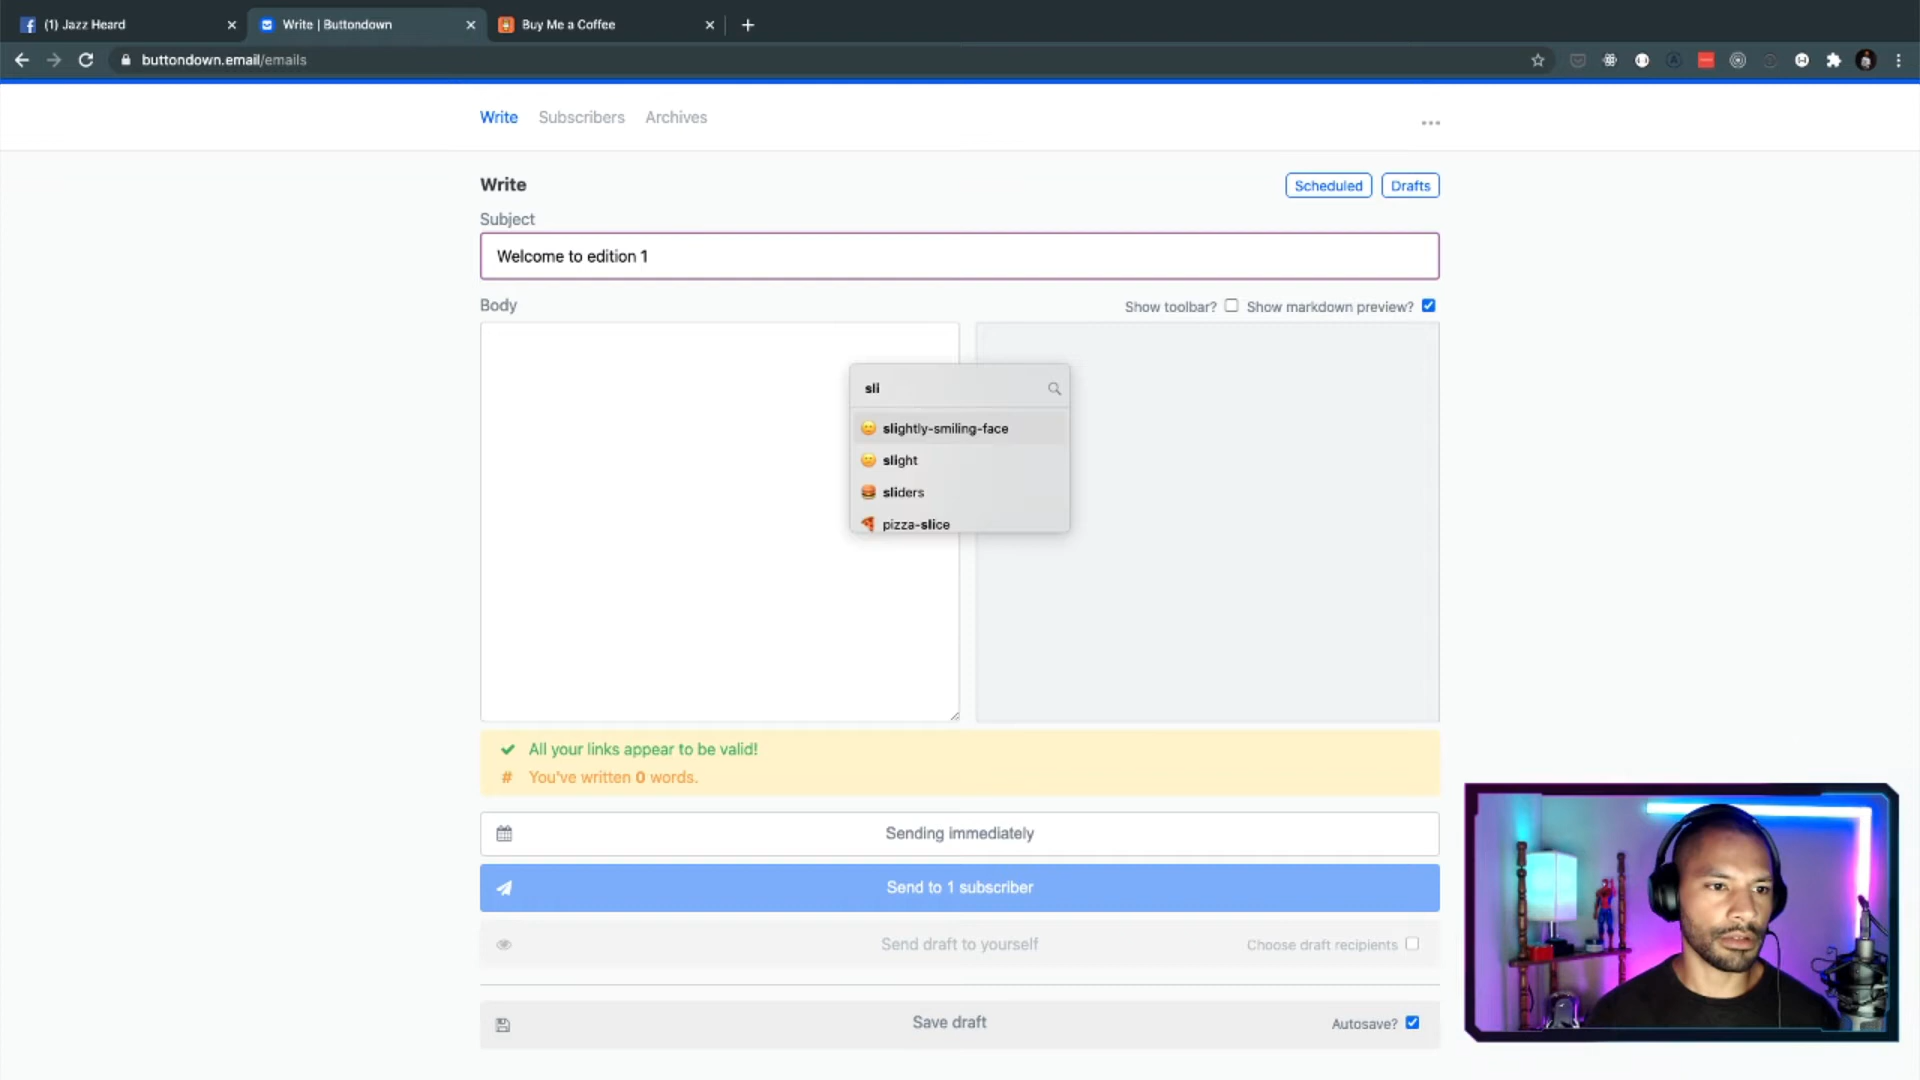 (1) Jazz Heard
Write | Buttondown
Buy Me a Coffee
buttondown.email/emails
Write
Subscribers
Archives
Write
Scheduled
Drafts
Subject
Welcome to edition 1
Body
Show toolbar?
Show markdown preview?
sli
slightly-smiling-face
slight
sliders
pizza-slice
All your links appear to be valid!
# You've written 0 words.
Sending immediately
Send to 1 subscriber
Send draft to yourself
Choose draft recipients
Save draft
Autosave?